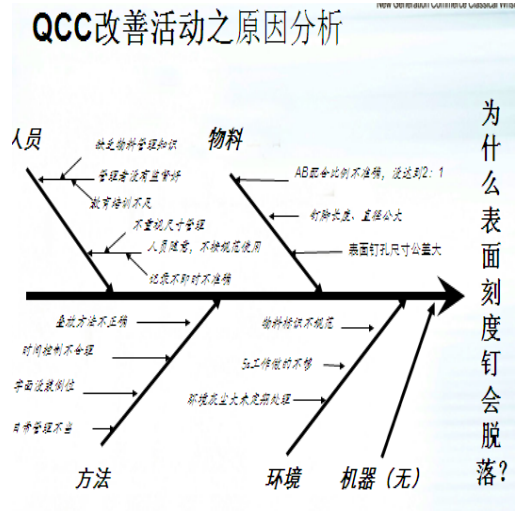 New Generation Commerce Classical
QCC改善活动之原因分析
人员
物料
缺乏物料管理知识
管理者没有监督好
教育培训不足
不重视尺寸管理
人员随意，不按规范使用
记录不即时不准确
AB配合比例不准确，没达到2：1
钉脚长度、直径公大
表面钉孔尺寸公差大
为什么表面刻度钉会脱落？
叠放方法不正确
时间控制不合理
字面没装倒位
日常管理不当
物料标识不规范
5s工作做的不够
环境灰尘大未定期处理
方法
环境
机器（无）